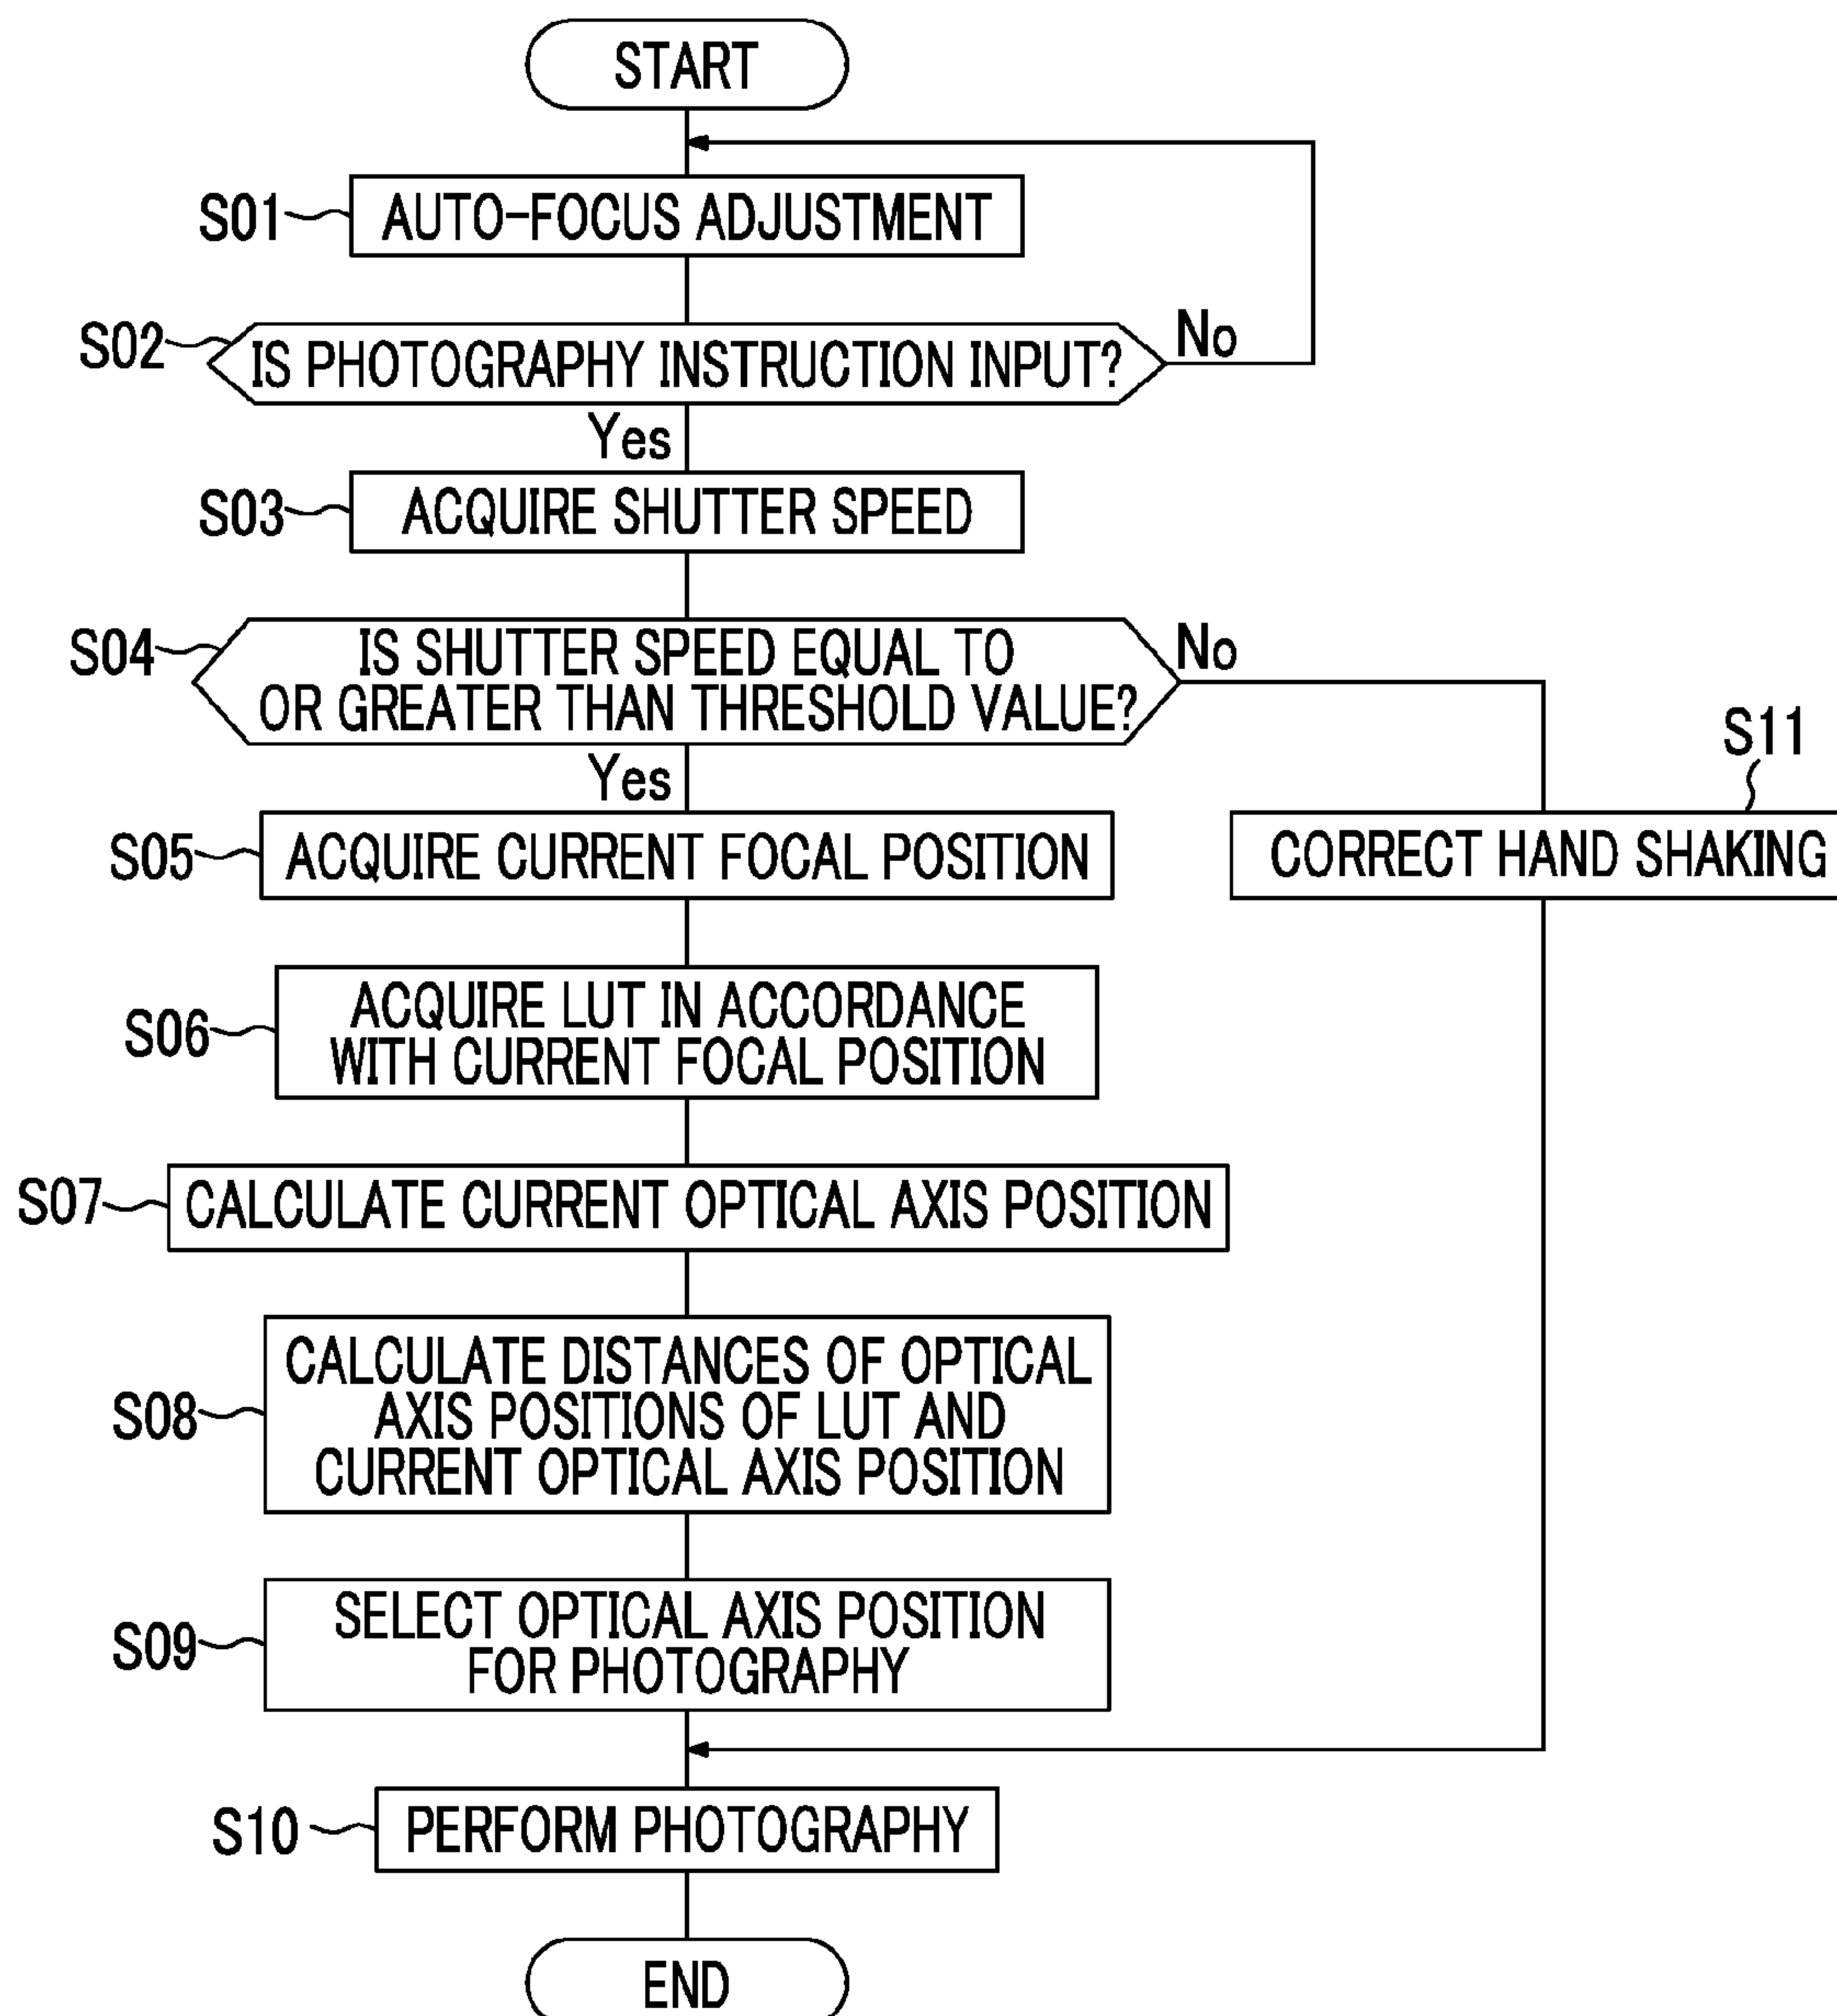 START
S01
AUTO-FOCUS ADJUSTMENT
S02
IS PHOTOGRAPHY INSTRUCTION INPUT?
No
Yes
S03
ACQUIRE SHUTTER SPEED
S04
IS SHUTTER SPEED EQUAL TO
OR GREATER THAN THRESHOLD VALUE?
No
Yes
S11
S05
ACQUIRE CURRENT FOCAL POSITION
CORRECT HAND SHAKING
S06
ACQUIRE LUT IN ACCORDANCE
WITH CURRENT FOCAL POSITION
S07
CALCULATE CURRENT OPTICAL AXIS POSITION
S08
CALCULATE DISTANCES OF OPTICAL
AXIS POSITIONS OF LUT AND
CURRENT OPTICAL AXIS POSITION
S09
SELECT OPTICAL AXIS POSITION
FOR PHOTOGRAPHY
S10
PERFORM PHOTOGRAPHY
END